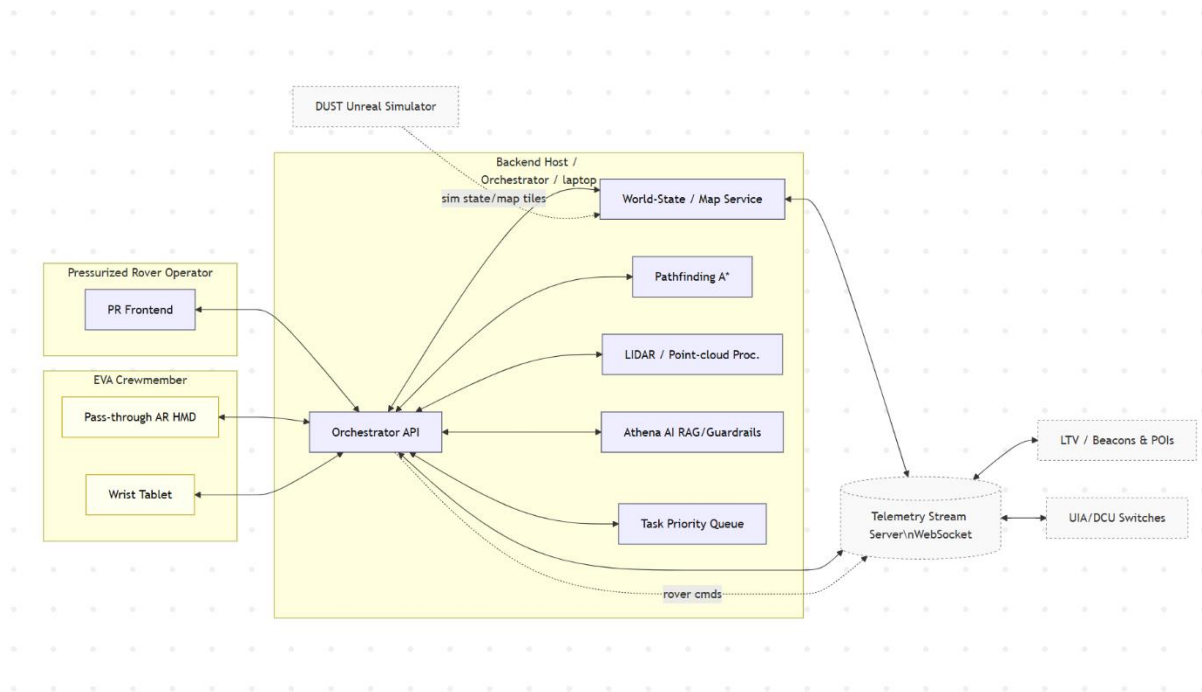 DUST Unreal Simulator
Backend Host /
Orchestrator / laptop
sim state/map tiles
World-State / Map Service
Pathfinding A*
Pressurized Rover Operator
PR Frontend
LIDAR / Point-cloud Proc.
EVA Crewmember
Pass-through AR HMD
Orchestrator API
Athena AI RAG/Guardrails
LTV / Beacons & POIs
Wrist Tablet
Task Priority Queue
Telemetry Stream
Server\nWebSocket
UIA/DCU Switches
rover cmds